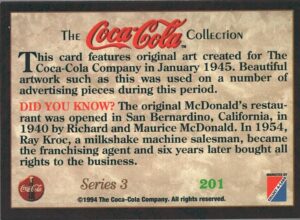 The Coca-Cola Collection
This card features original art created for The
Coca-Cola Company in January 1945. Beautiful
artwork such as this was used on a number of
advertising pieces during this period.
DID YOU KNOW? The original McDonald's restau-
rant was opened in San Bernardino, California, in
1940 by Richard and Maurice McDonald. In 1954,
Ray Kroc, a milkshake machine salesman, became
the franchising agent and six years later bought all
rights to the business.
Series 3
201
©1994 The Coca-Cola Company. All rights reserved.
Coca-Cola